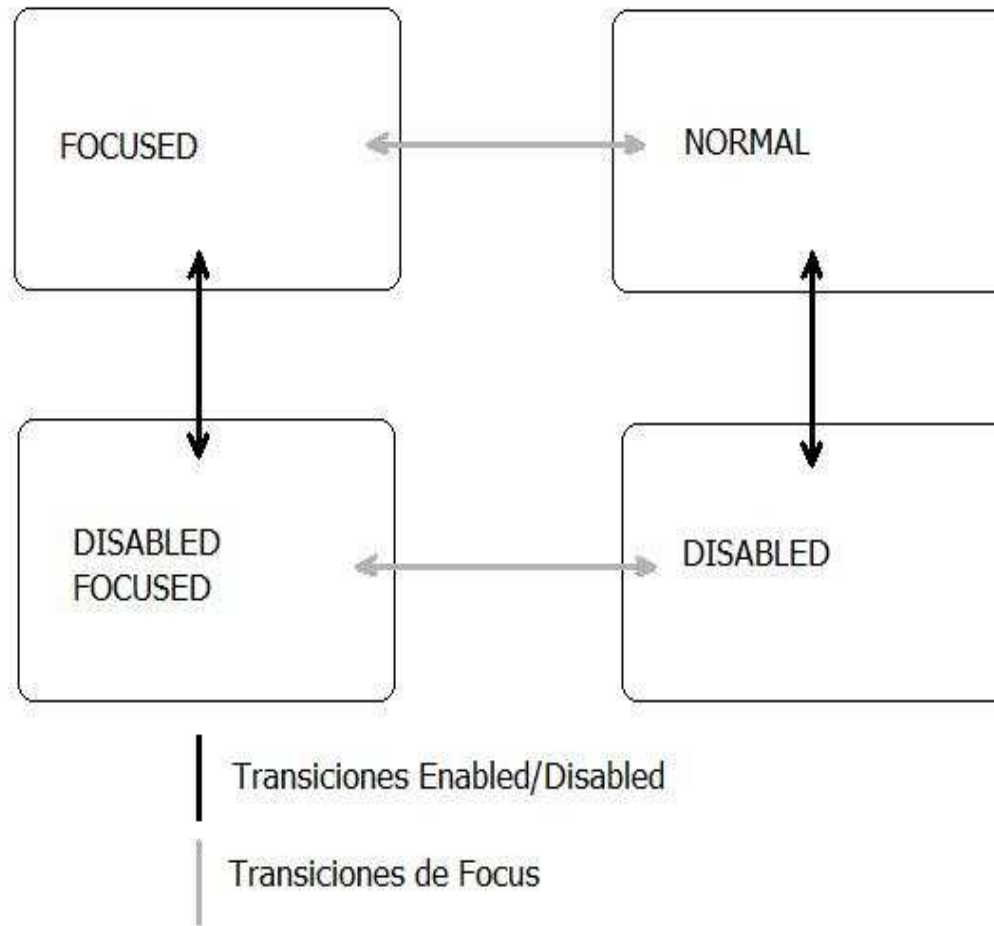 FOCUSED
NORMAL
DISABLED
FOCUSED
DISABLED
Transiciones Enabled/Disabled
Transiciones de Focus